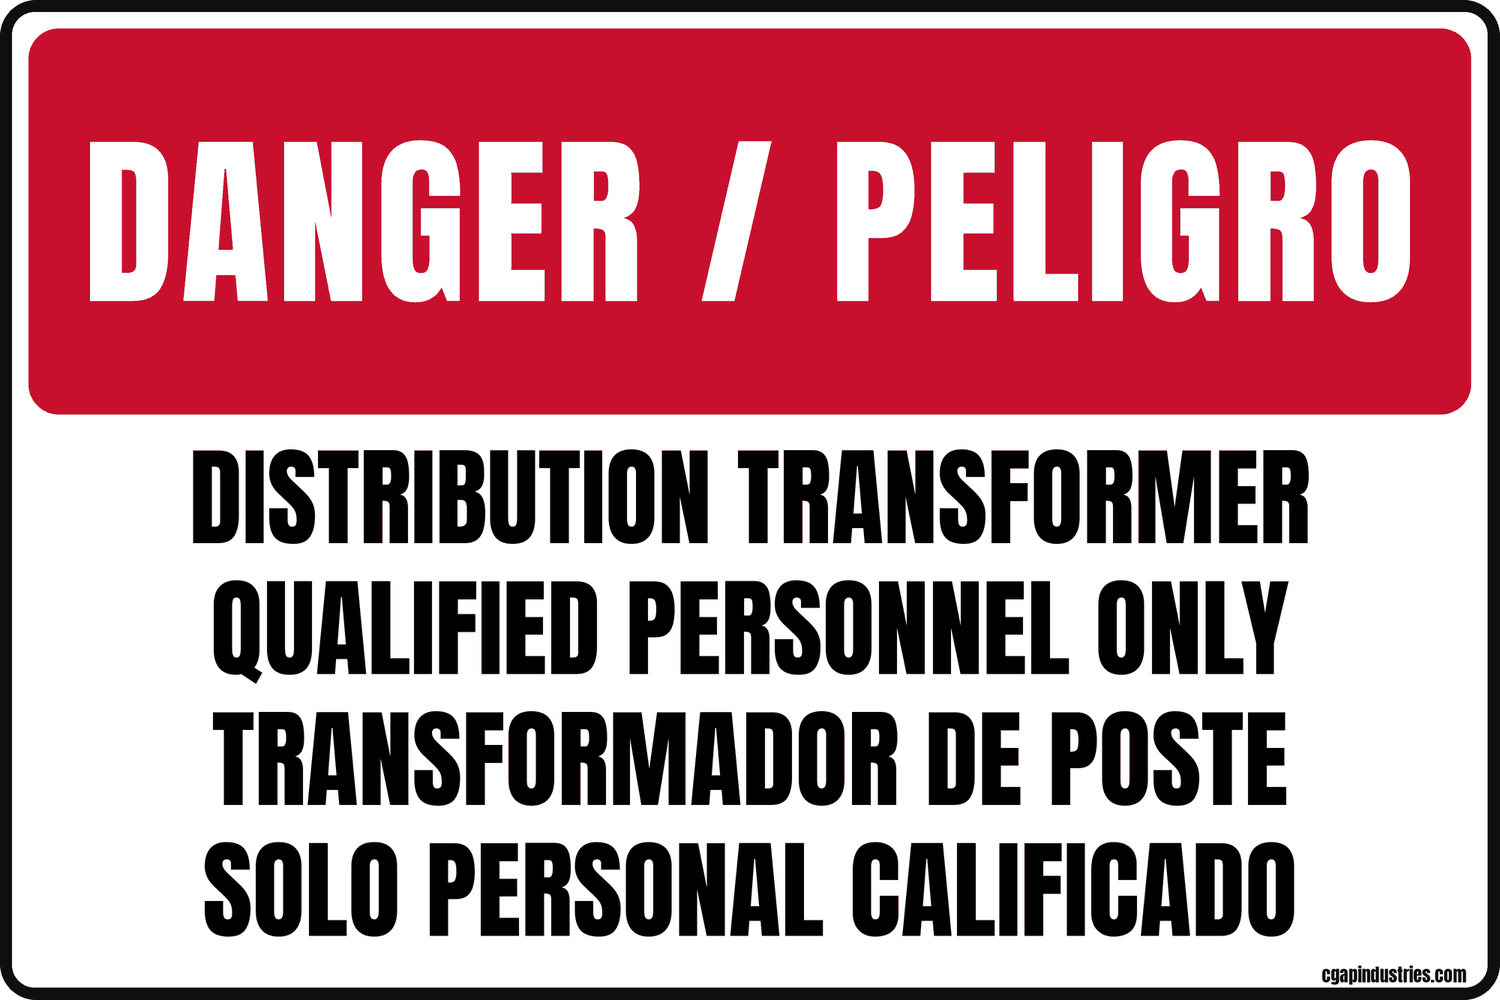 DANGER / PELIGRO
DISTRIBUTION TRANSFORMER
QUALIFIED PERSONNEL ONLY
TRANSFORMADOR DE POSTE
SOLO PERSONAL CALIFICADO
cgapindustries.com